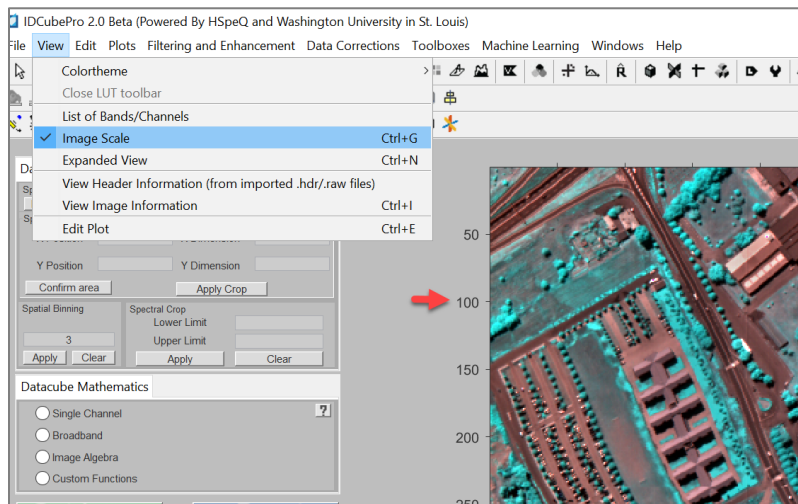 IDCubePro 2.0 Beta (Powered By HSpeQ and Washington University in St. Louis)
File View Edit Plots Filtering and Enhancement Data Corrections Toolboxes Machine Learning Windows Help
Colortheme
Close LUT toolbar
List of Bands/Channels
Image Scale Ctrl+G
Expanded View Ctrl+N
View Header Information (from imported .hdr/.raw files)
View Image Information Ctrl+I
Edit Plot Ctrl+E
Y Position Y Dimension
Confirm area Apply Crop
Spatial Binning Spectral Crop
Lower Limit
3 Upper Limit
Apply Clear Apply Clear
Datacube Mathematics
Single Channel ?
Broadband
Image Algebra
Custom Functions
50
100
150
200
250